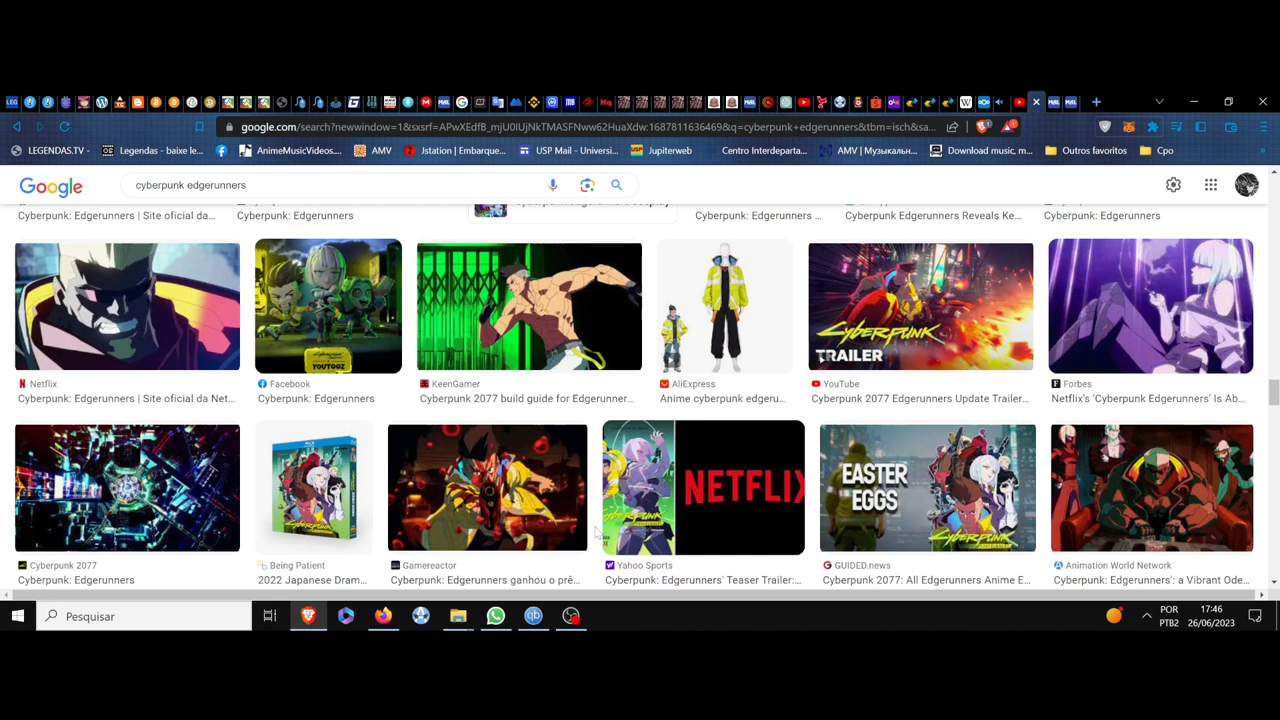 google.com/search?newwindow=1&sxsrf=APwXEdfB_mjU0IUjNkTMASFNww62HuaXdw:1687811636469&q=cyberpunk+edgerunners&tbm=isch&sa...
LEGENDAS.TV - Legendas - baixe le... AnimeMusicVideos.... AMV Jstation | Embarque... USP Mail - Universi... Jupiterweb Centro Interdeparta... AMV | Музыкальн... Download music, m... Outros favoritos Cpo
Google cyberpunk edgerunners
Cyberpunk: Edgerunners | Site oficial da... Cyberpunk: Edgerunners Cyberpunk: Edgerunners ... Cyberpunk Edgerunners Reveals Ke... Cyberpunk: Edgerunners
CYBERPUNK
YOUTOOZ
CYBERPUNK
TRAILER
Netflix Facebook KeenGamer AliExpress YouTube Forbes
Cyberpunk: Edgerunners | Site oficial da Net... Cyberpunk: Edgerunners Cyberpunk 2077 build guide for Edgerunner... Anime cyberpunk edgeru... Cyberpunk 2077 Edgerunners Update Trailer... Netflix's 'Cyberpunk Edgerunners' Is Ab...
CYBERPUNK
CYBERPUNK
NETFLIX
EASTER
EGGS
CYBERPUNK
Cyberpunk 2077 Being Patient Gamereactor Yahoo Sports GUIDED.news Animation World Network
Cyberpunk: Edgerunners 2022 Japanese Dram... Cyberpunk: Edgerunners ganhou o prê... Cyberpunk: Edgerunners` Teaser Trailer:... Cyberpunk 2077: All Edgerunners Anime E... Cyberpunk: Edgerunners`: a Vibrant Ode...
Pesquisar
POR 17:46
PTB2 26/06/2023